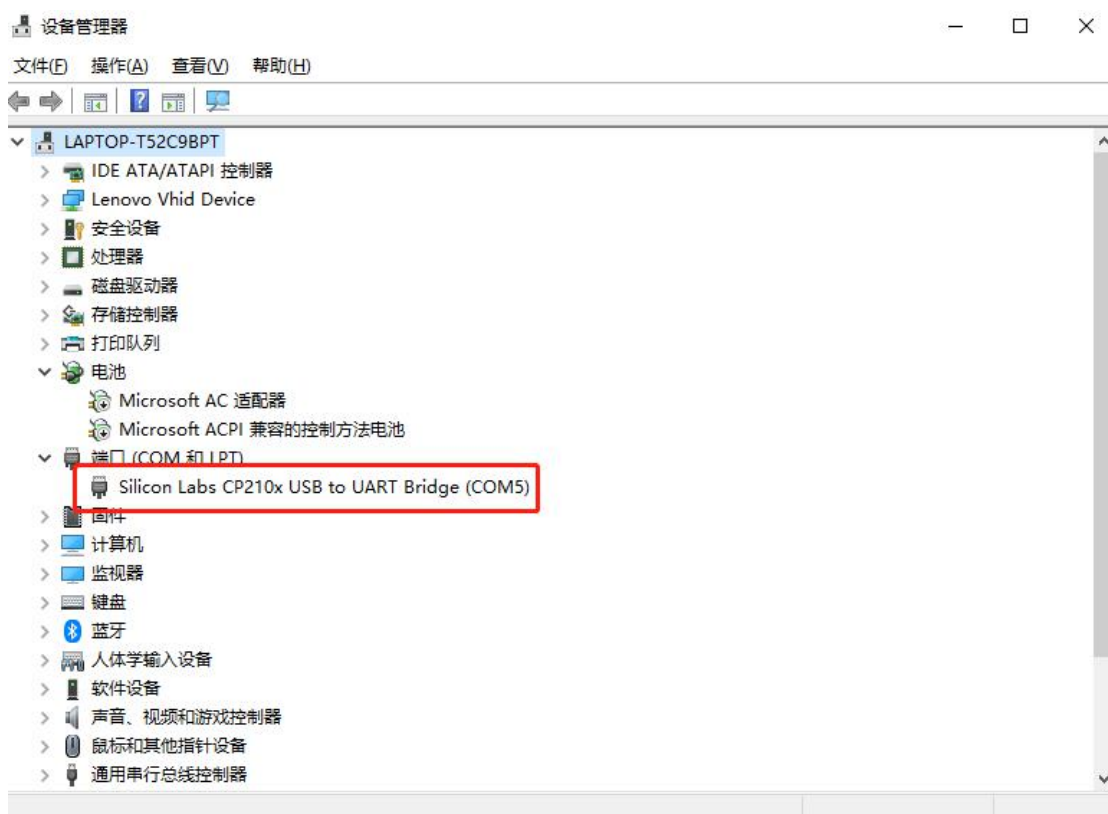 设备管理器
文件(F) 操作(A) 查看(V) 帮助(H)
LAPTOP-T52C9BPT
IDE ATA/ATAPI 控制器
Lenovo Vhid Device
安全设备
处理器
磁盘驱动器
存储控制器
打印队列
电池
Microsoft AC 适配器
Microsoft ACPI 兼容的控制方法电池
端口 (COM 和 LPT)
Silicon Labs CP210x USB to UART Bridge (COM5)
固件
计算机
监视器
键盘
蓝牙
人体学输入设备
软件设备
声音、视频和游戏控制器
鼠标和其他指针设备
通用串行总线控制器